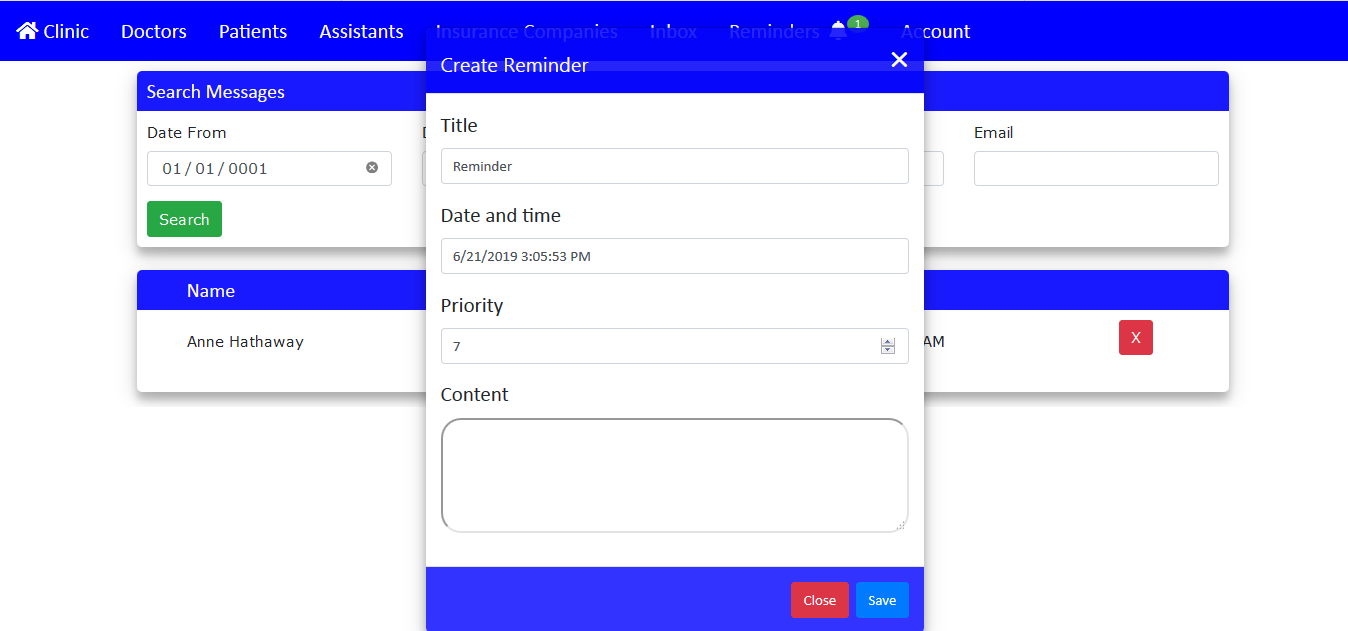 Clinic Doctors Patients Assistants Insurance Companies Inbox Reminders 1 Account
Create Reminder
Search Messages
Date From
Email
01 / 01 / 0001
Search
Title
Reminder
Date and time
6/21/2019 3:05:53 PM
Priority
7
Content
Close Save
Name
Anne Hathaway AM X